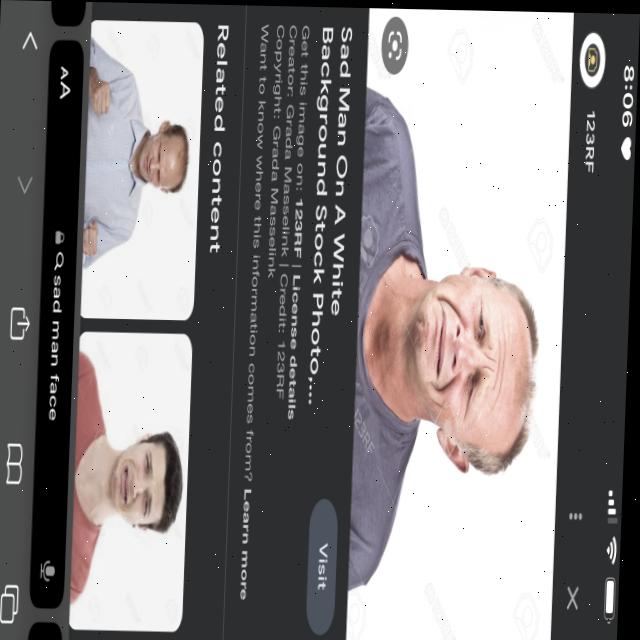 8:06
123RF
Sad Man On A White
Background Stock Photo,...
Visit
Get this image on: 123RF | License details
Creator: Grada Masselink | Credit: 123RF
Copyright: Grada Masselink
Want to know where this information comes from? Learn more
Related content
AA
sad man face